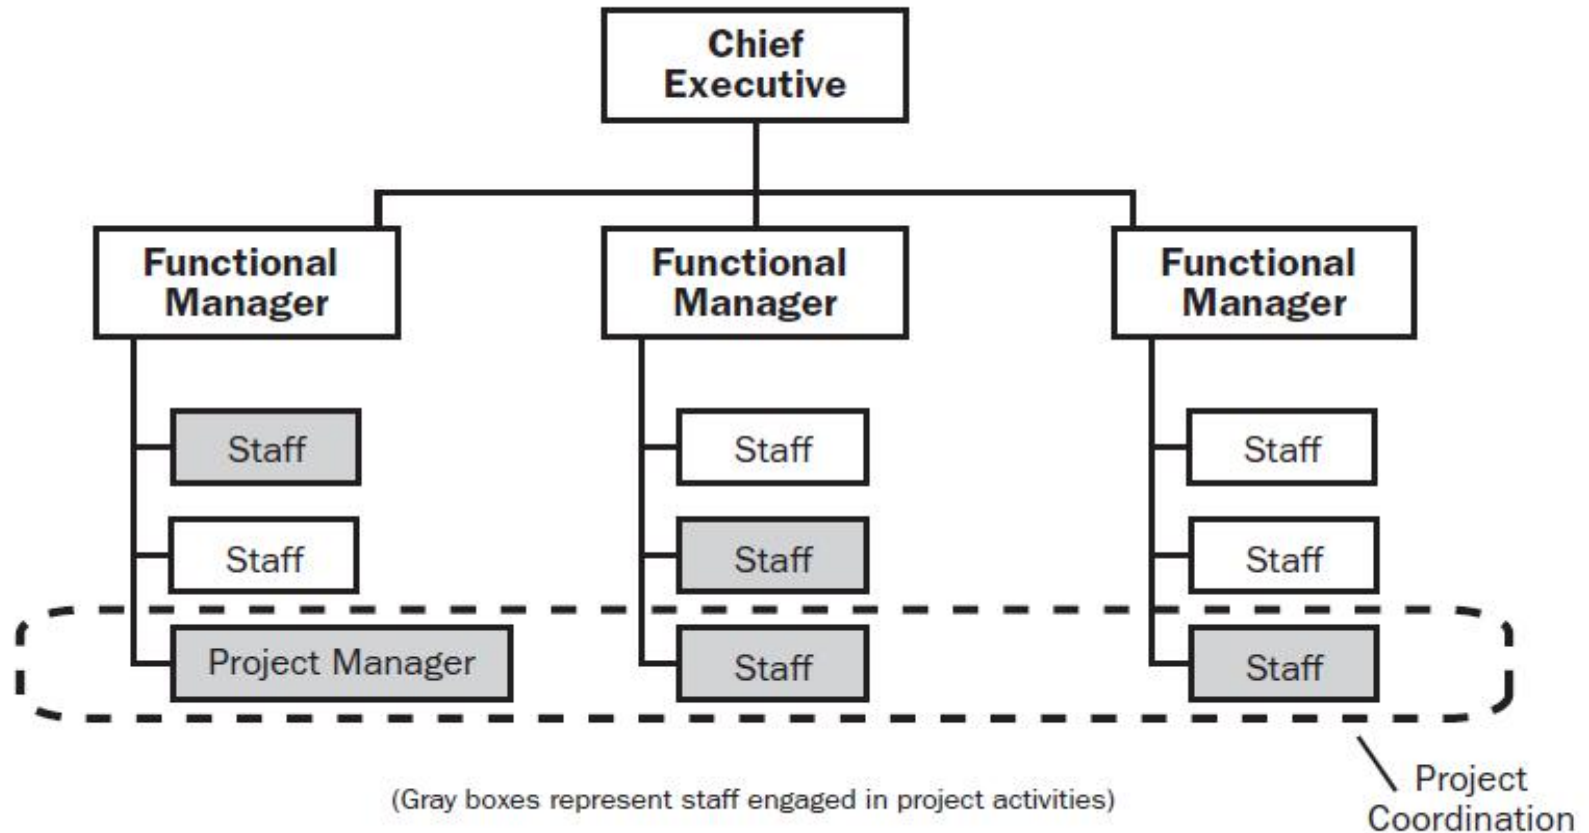 Chief
Executive
Functional
Manager
Functional
Manager
Functional
Manager
Staff
Staff
Staff
Staff
Staff
Staff
Project Manager
Staff
Staff
(Gray boxes represent staff engaged in project activities)
Project
Coordination